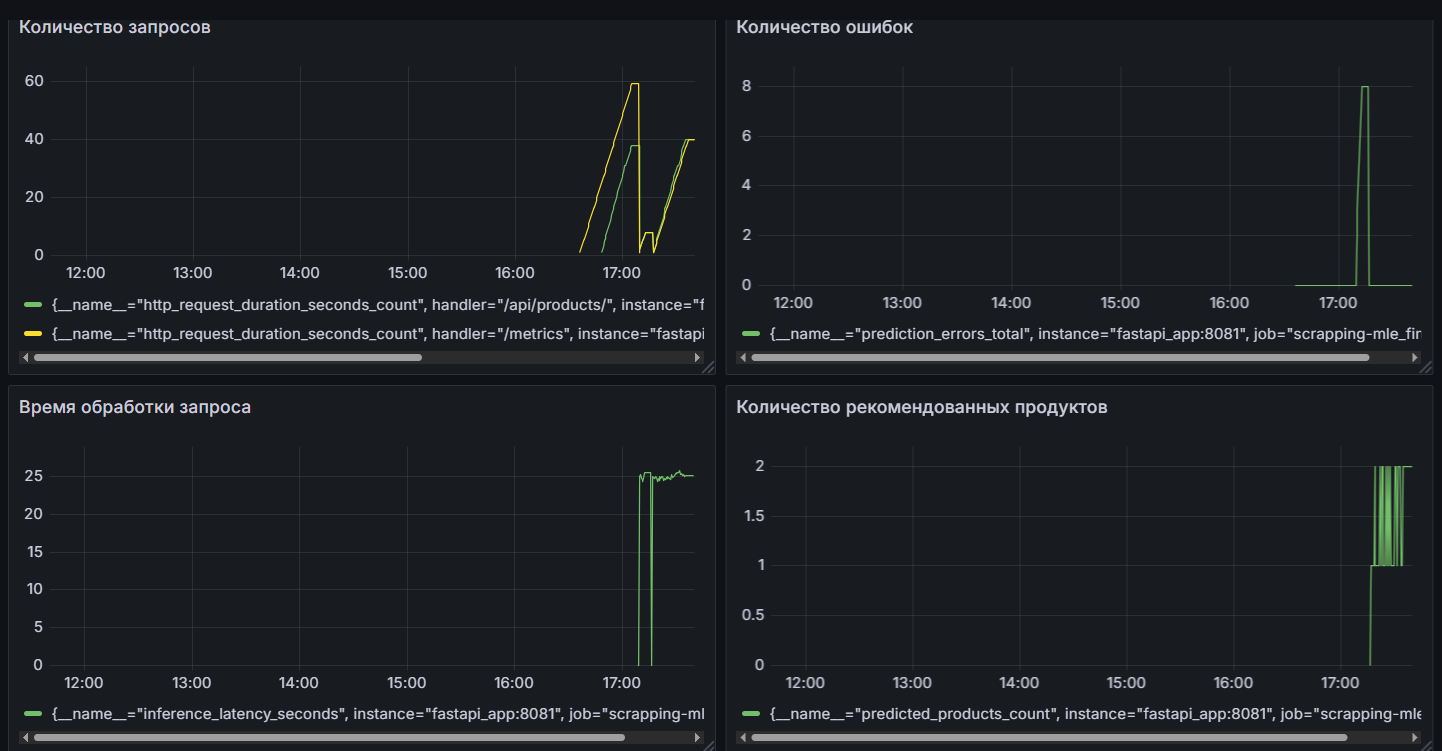 Количество запросов
60
40
20
0
12:00 13:00 14:00 15:00 16:00 17:00
{__name__="http_request_duration_seconds_count", handler="/api/products/", instance="f
{__name__="http_request_duration_seconds_count", handler="/metrics", instance="fastapi
Количество ошибок
8
6
4
2
0
12:00 13:00 14:00 15:00 16:00 17:00
{__name__="prediction_errors_total", instance="fastapi_app:8081", job="scrapping-mle_fin
Время обработки запроса
25
20
15
10
5
0
12:00 13:00 14:00 15:00 16:00 17:00
{__name__="inference_latency_seconds", instance="fastapi_app:8081", job="scrapping-ml
Количество рекомендованных продуктов
2
1.5
1
0.5
0
12:00 13:00 14:00 15:00 16:00 17:00
{__name__="predicted_products_count", instance="fastapi_app:8081", job="scrapping-mle